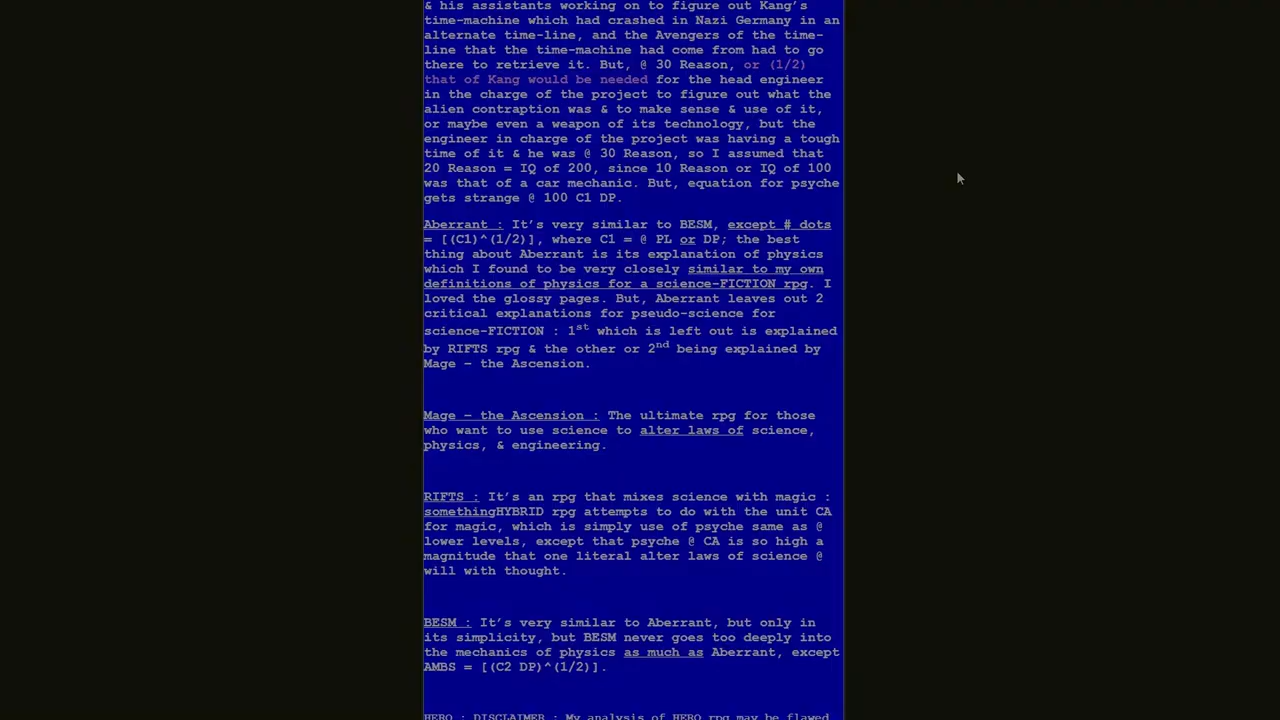 & his assistants working on to figure out Kang's
time-machine which had crashed in Nazi Germany in an
alternate time-line, and the Avengers of the time-
line that the time-machine had come from had to go
there to retrieve it. But, @ 30 Reason, or (1/2)
that of Kang would be needed for the head engineer
in the charge of the project to figure out what the
alien contraption was & to make sense & use of it,
or maybe even a weapon of its technology, but the
engineer in charge of the project was having a tough
time of it & he was @ 30 Reason, so I assumed that
20 Reason = IQ of 200, since 10 Reason or IQ of 100
was that of a car mechanic. But, equation for psyche
gets strange @ 100 C1 DP.
Aberrant : It's very similar to BESM, except # dots
= [(C1)^(1/2)], where C1 = @ PL or DP; the best
thing about Aberrant is its explanation of physics
which I found to be very closely similar to my own
definitions of physics for a science-FICTION rpg. I
loved the glossy pages. But, Aberrant leaves out 2
critical explanations for pseudo-science for
science-FICTION : 1st which is left out is explained
by RIFTS rpg & the other or 2nd being explained by
Mage – the Ascension.
Mage – the Ascension : The ultimate rpg for those
who want to use science to alter laws of science,
physics, & engineering.
RIFTS : It's an rpg that mixes science with magic :
somethingHYBRID rpg attempts to do with the unit CA
for magic, which is simply use of psyche same as @
lower levels, except that psyche @ CA is so high a
magnitude that one literal alter laws of science @
will with thought.
BESM : It's very similar to Aberrant, but only in
its simplicity, but BESM never goes too deeply into
the mechanics of physics as much as Aberrant, except
AMBS = [(C2 DP)^(1/2)].
HERO : DISCLAIMER : My analysis of HERO rpg may be flawed